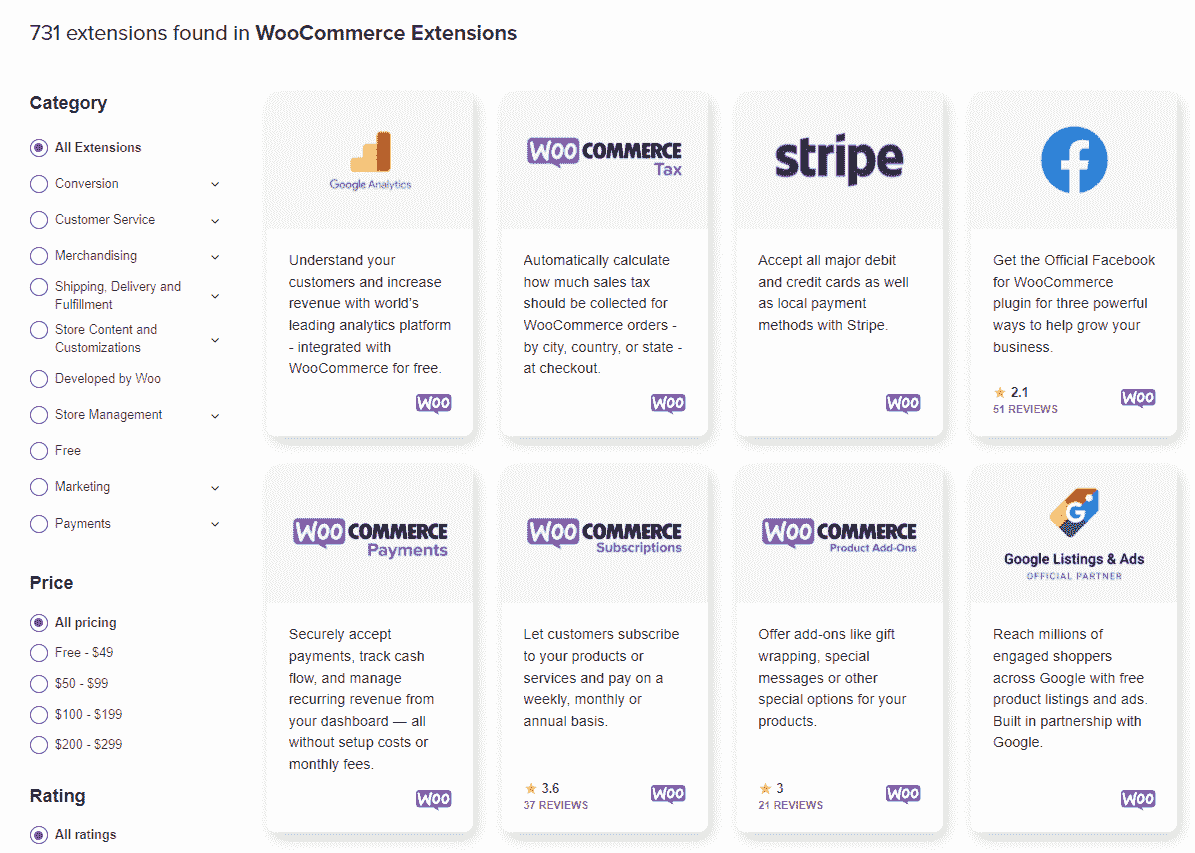 731 extensions found in WooCommerce Extensions
Category
All Extensions
Conversion
Customer Service
Merchandising
Shipping, Delivery and
Fulfillment
Store Content and
Customizations
Developed by Woo
Store Management
Free
Marketing
Payments
Price
All pricing
Free - $49
$50 - $99
$100 - $199
$200 - $299
Rating
All ratings
Google Analytics
Understand your
customers and increase
revenue with world's
leading analytics platform
- integrated with
WooCommerce for free.
Woo
WOO COMMERCE
Tax
Automatically calculate
how much sales tax
should be collected for
WooCommerce orders -
by city, country, or state -
at checkout.
Woo
stripe
Accept all major debit
and credit cards as well
as local payment
methods with Stripe.
Woo
f
Get the Official Facebook
for WooCommerce
plugin for three powerful
ways to help grow your
business.
2.1
51 REVIEWS
Woo
WOO COMMERCE
Payments
Securely accept
payments, track cash
flow, and manage
recurring revenue from
your dashboard — all
without setup costs or
monthly fees.
Woo
WOO COMMERCE
Subscriptions
Let customers subscribe
to your products or
services and pay on a
weekly, monthly or
annual basis.
3.6
37 REVIEWS
Woo
WOO COMMERCE
Product Add-Ons
Offer add-ons like gift
wrapping, special
messages or other
special options for your
products.
3
21 REVIEWS
Woo
G
Google Listings & Ads
OFFICIAL PARTNER
Reach millions of
engaged shoppers
across Google with free
product listings and ads.
Built in partnership with
Google.
Woo